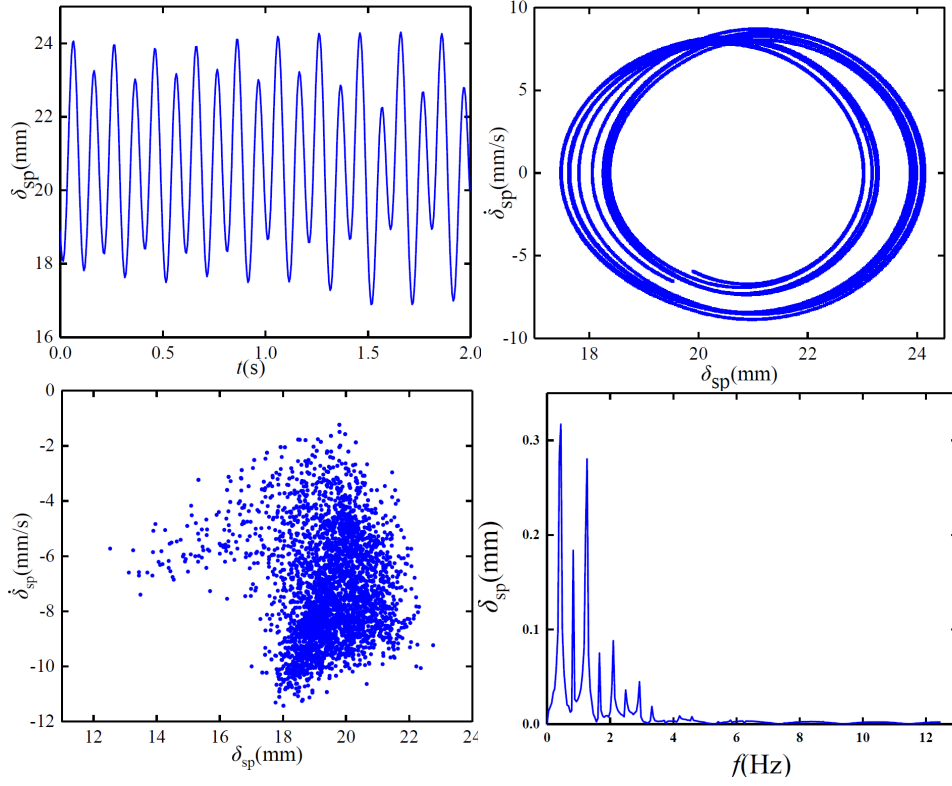 24
22
20
18
16
δsp(mm)
0.0 0.5 1.0 1.5 2.0
t(s)
10
5
0
-5
-10
δ̇sp(mm/s)
18 20 22 24
δsp(mm)
0
-2
-4
-6
-8
-10
-12
δ̇sp(mm/s)
12 14 16 18 20 22 24
δsp(mm)
0.3
0.2
0.1
0.0
δsp(mm)
0 2 4 6 8 10 12
f(Hz)